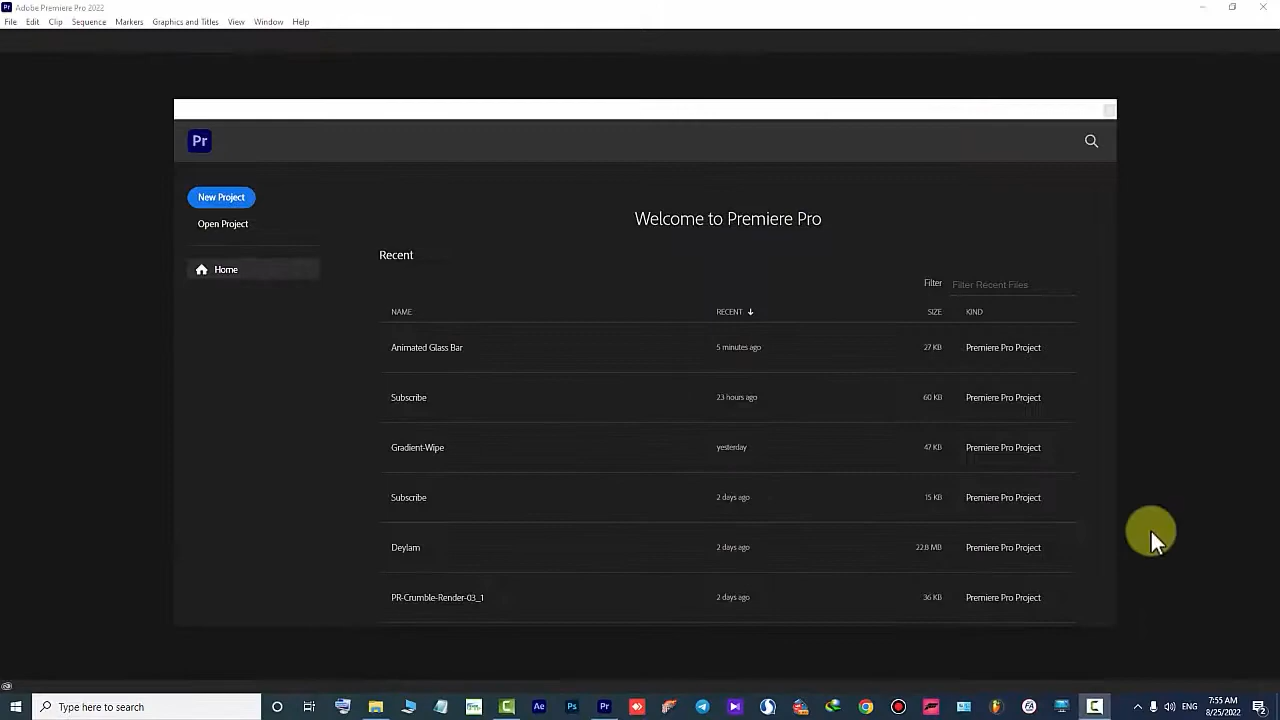 Pr Adobe Premiere Pro 2022
File Edit Clip Sequence Markers Graphics and Titles View Window Help
Pr
New Project
Open Project
Home
Welcome to Premiere Pro
Recent
Filter Filter Recent Files
NAME RECENT SIZE KIND
Animated Glass Bar 5 minutes ago 27 KB Premiere Pro Project
Subscribe 23 hours ago 60 KB Premiere Pro Project
Gradient-Wipe yesterday 47 KB Premiere Pro Project
Subscribe 2 days ago 15 KB Premiere Pro Project
Deylam 2 days ago 22.8 MB Premiere Pro Project
PR-Crumble-Render-03_1 2 days ago 36 KB Premiere Pro Project
Type here to search
Ae Ps Pr
ENG
7:55 AM
8/25/2022